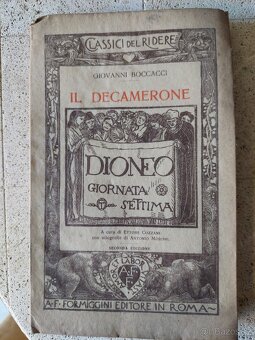 CLASSICI DEL RIDERE
GIOVANNI BOCCACCI
IL DECAMERONE
DIONEO
GIORNATA
SETTIMA
A cura di ETTORE COZZANI
con xilografie di ANTONIO MORONI
SECONDA EDIZIONE
A·F· FORMIGGINI EDITORE IN ROMA